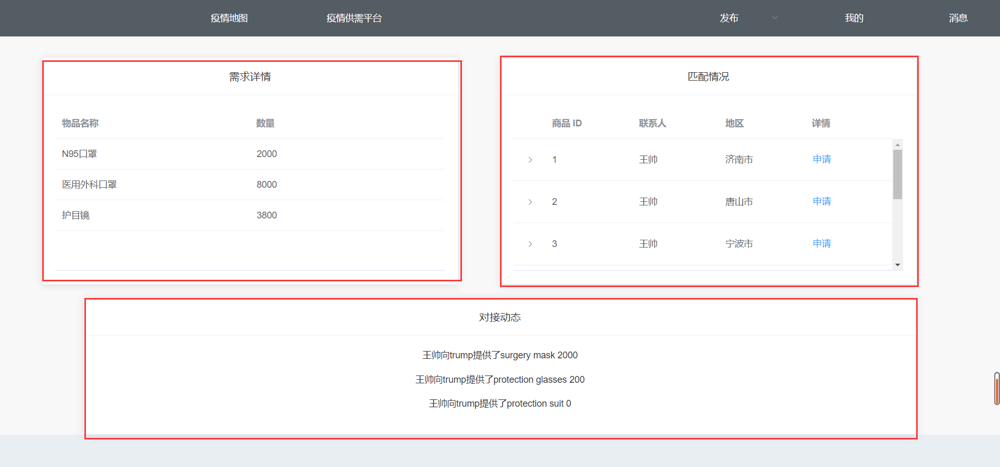 疫情地图 疫情供需平台 发布 我的 消息
需求详情
物品名称 数量
N95口罩 2000
医用外科口罩 8000
护目镜 3800
匹配情况
商品 ID 联系人 地区 详情
1 王帅 济南市 申请
2 王帅 唐山市 申请
3 王帅 宁波市 申请
对接动态
王帅向trump提供了surgery mask 2000
王帅向trump提供了protection glasses 200
王帅向trump提供了protection suit 0